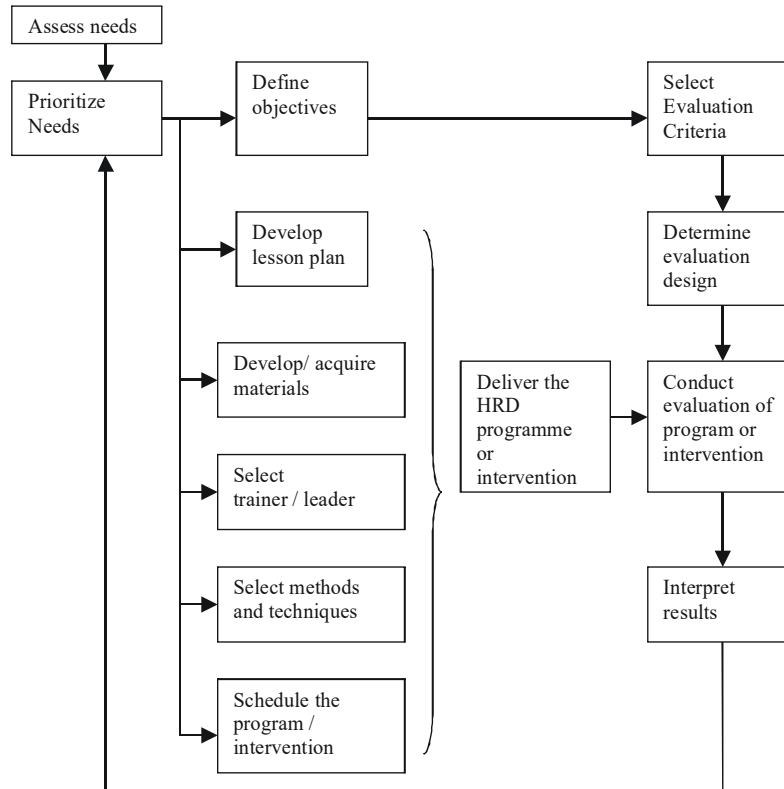 Assess needs
Prioritize
Needs
Define
objectives
Select
Evaluation
Criteria
Develop
lesson plan
Determine
evaluation
design
Develop/ acquire
materials
Deliver the
HRD
programme
or
intervention
Conduct
evaluation of
program or
intervention
Select
trainer / leader
Select methods
and techniques
Interpret
results
Schedule the
program /
intervention